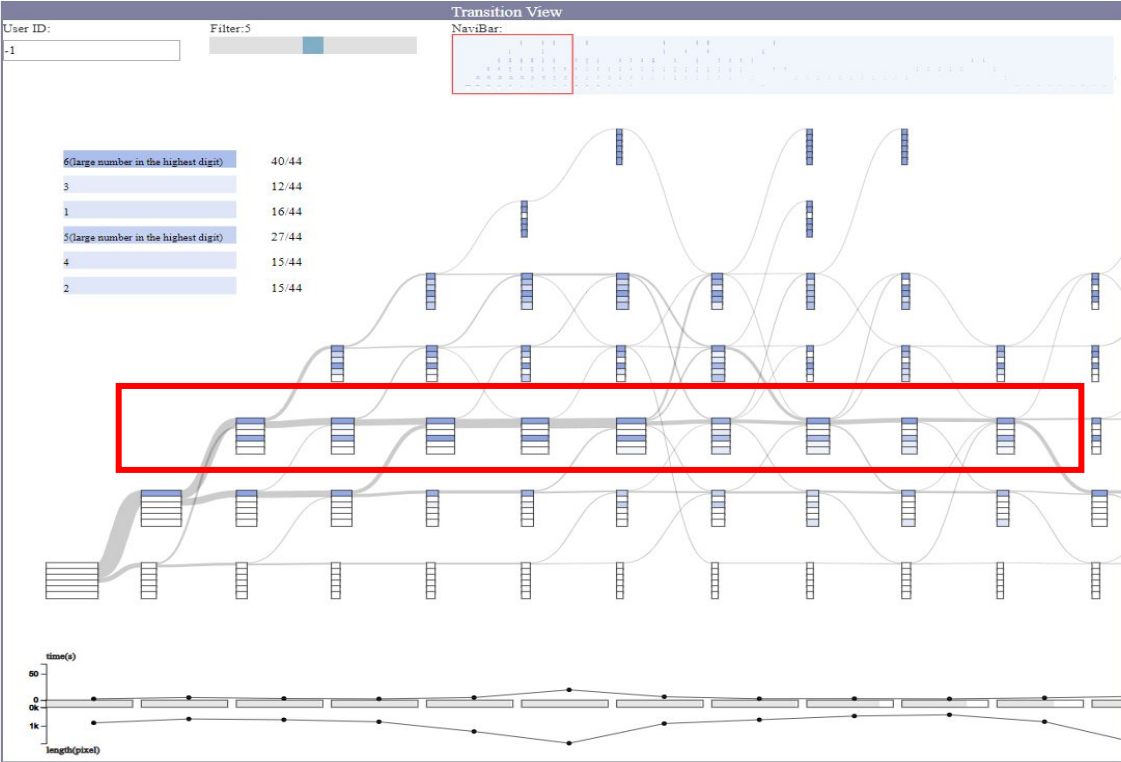 Transition View
User ID:
Filter:5
NaviBar:
-1
6(large number in the highest digit) 40/44
3 12/44
1 16/44
5(large number in the highest digit) 27/44
4 15/44
2 15/44
time(s)
50
0
0k
1k
length(pixel)